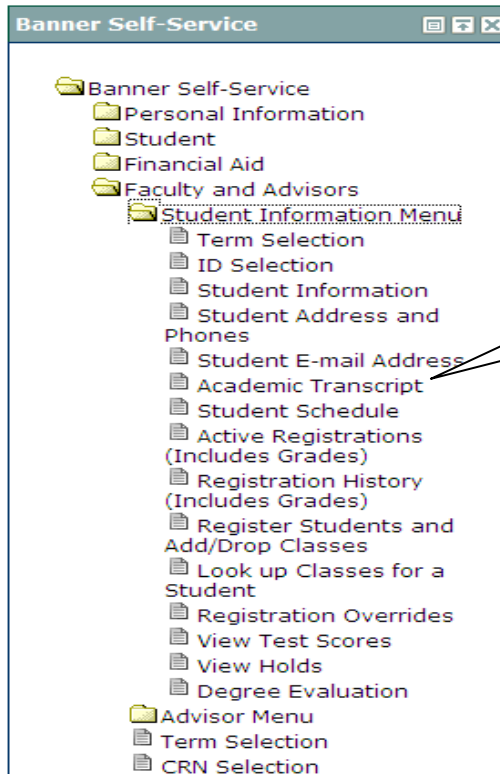 Banner Self-Service
Banner Self-Service
Personal Information
Student
Financial Aid
Faculty and Advisors
Student Information Menu
Term Selection
ID Selection
Student Information
Student Address and
Phones
Student E-mail Address
Academic Transcript
Student Schedule
Active Registrations
(Includes Grades)
Registration History
(Includes Grades)
Register Students and
Add/Drop Classes
Look up Classes for a
Student
Registration Overrides
View Test Scores
View Holds
Degree Evaluation
Advisor Menu
Term Selection
CRN Selection